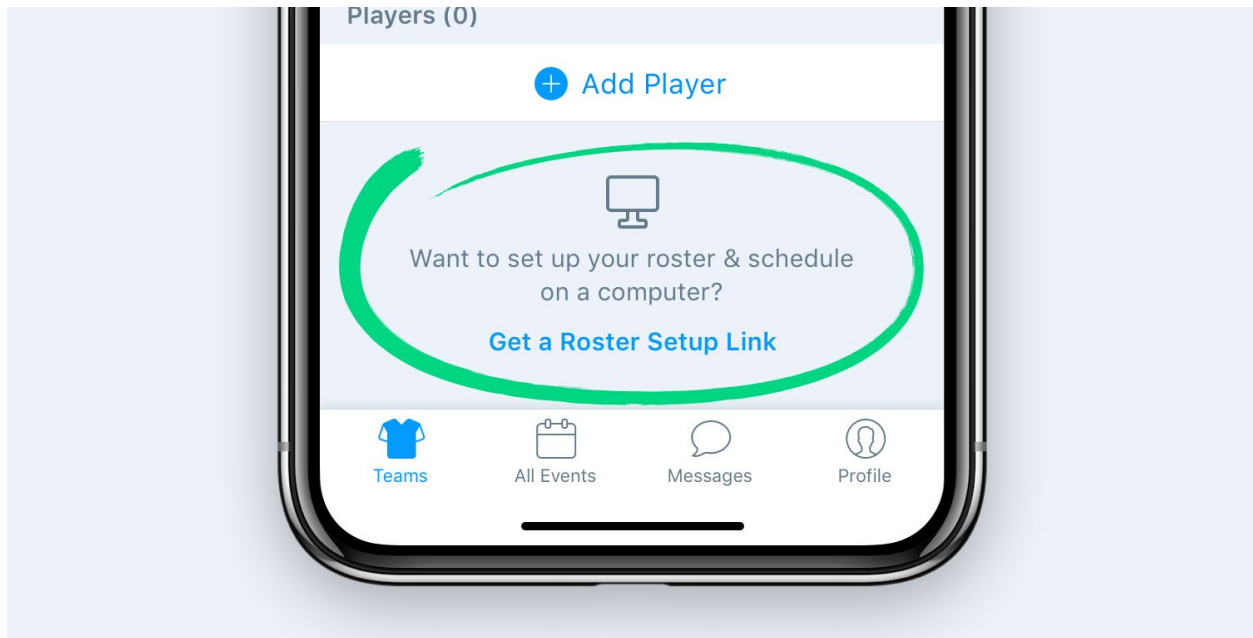 Players (0)
Add Player
Want to set up your roster & schedule
on a computer?
Get a Roster Setup Link
Teams
All Events
Messages
Profile